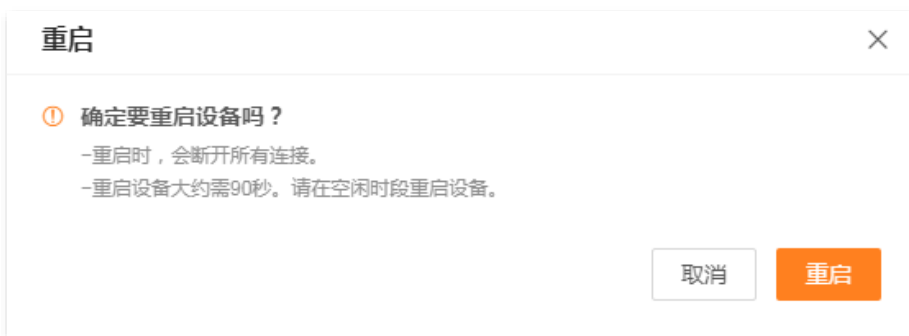 重启
确定要重启设备吗？
-重启时，会断开所有连接。
-重启设备大约需90秒。请在空闲时段重启设备。
取消
重启